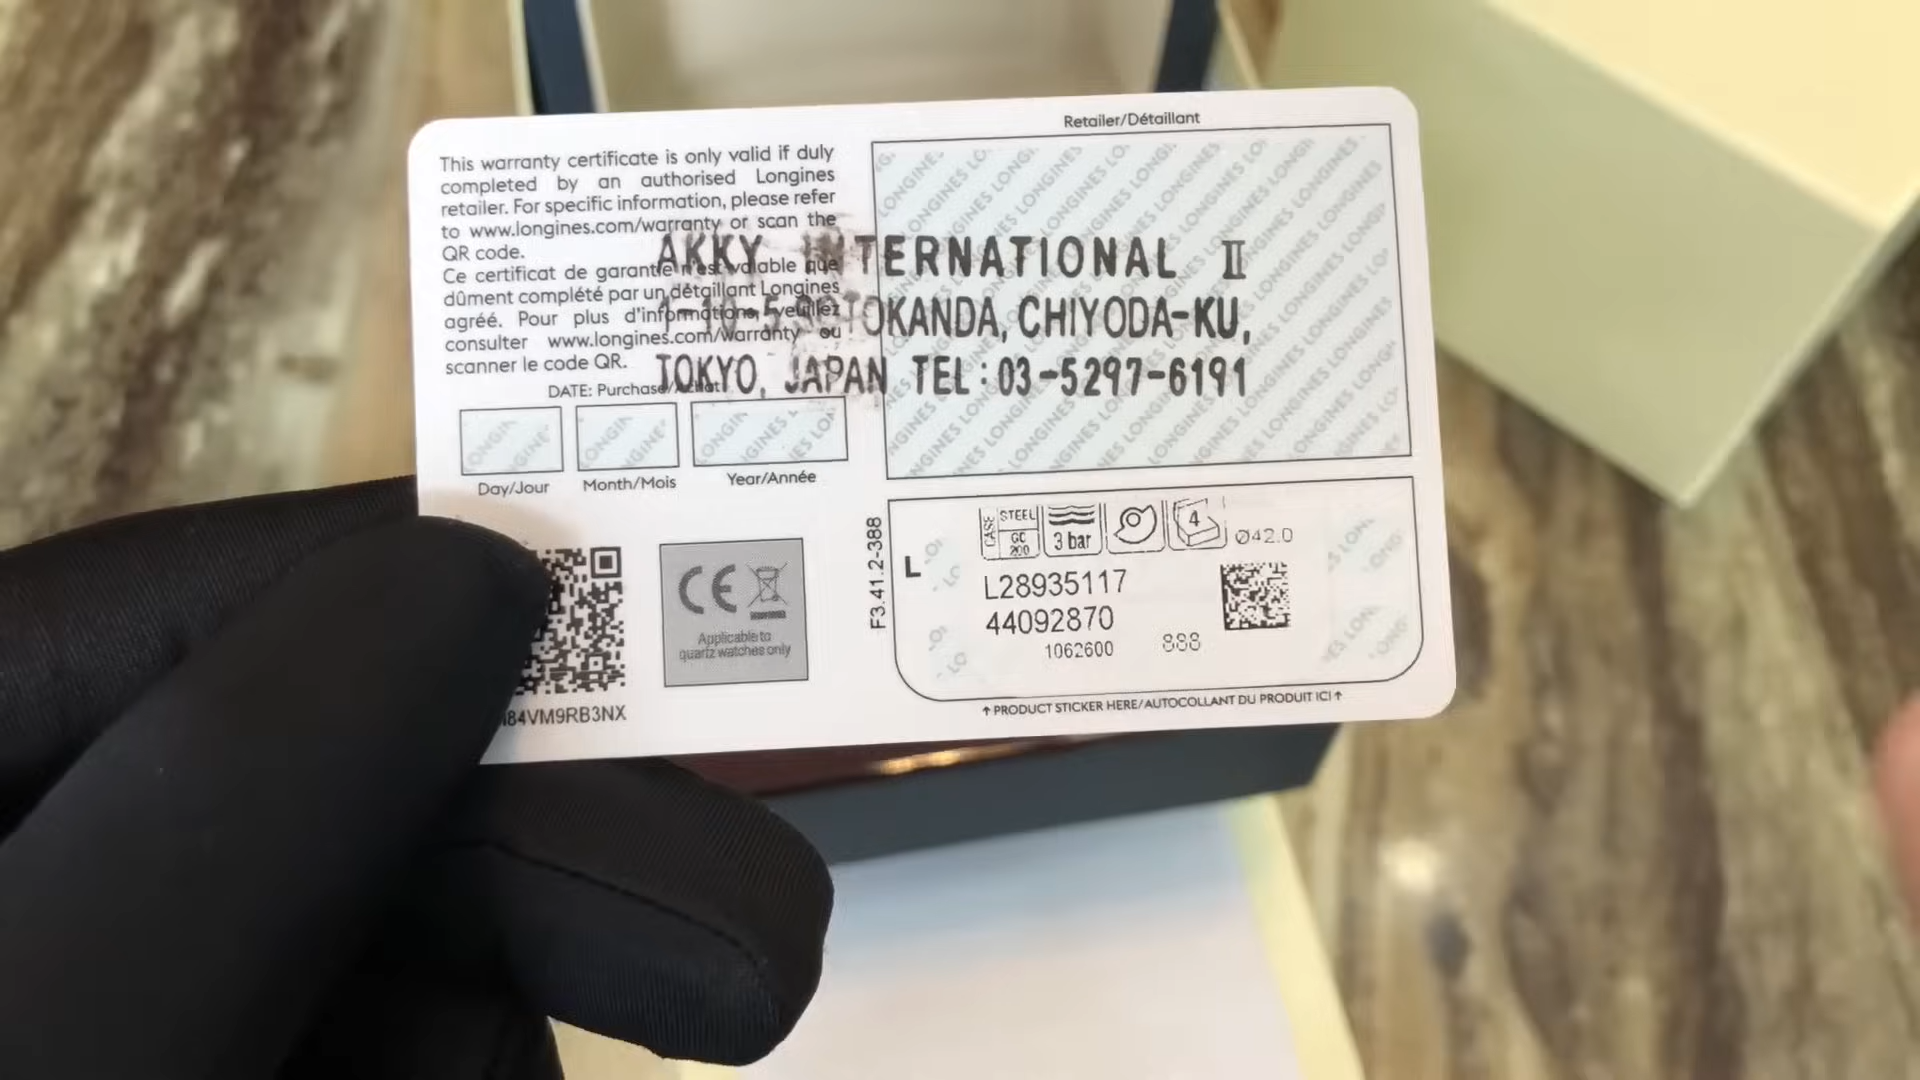 Retailer/Détaillant
This warranty certificate is only valid if duly
completed by an authorised Longines
retailer. For specific information, please refer
to www.longines.com/warranty or scan the
QR code.
Ce certificat de garantie n'est valable que
dûment complété par un détaillant Longines
agréé. Pour plus d'informations, veuillez
consulter www.longines.com/warranty ou
scanner le code QR.
AKKY INTERNATIONAL II
SOTOKANDA, CHIYODA-KU,
TOKYO, JAPAN TEL:03-5297-6191
DATE: Purchase/Achat
Day/Jour
Month/Mois
Year/Année
CE
Applicable to
quartz watches only
84VM9RB3NX
F3.41.2-388
L
CASE
STEEL
GC
200
3 bar
4
Ø42.0
L28935117
44092870
1062600 888
↑ PRODUCT STICKER HERE/AUTOCOLLANT DU PRODUIT ICI ↑